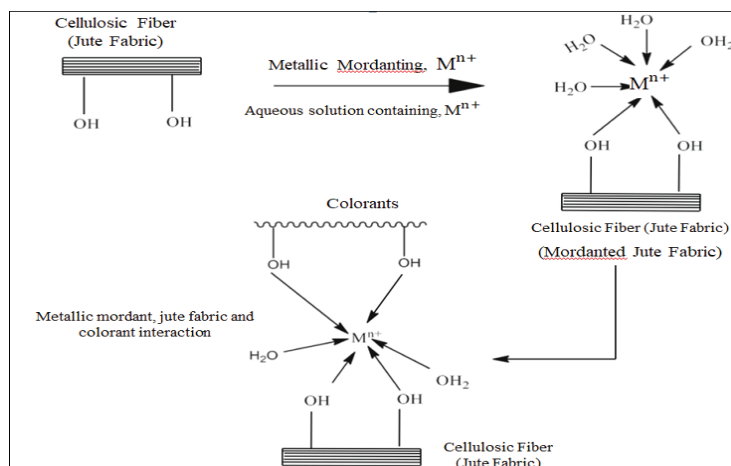 Cellulosic Fiber
(Jute Fabric)
OH
OH
Metallic Mordanting, Mⁿ⁺
Aqueous solution containing, Mⁿ⁺
H₂O
H₂O
OH₂
H₂O
Mⁿ⁺
OH
OH
Cellulosic Fiber (Jute Fabric)
(Mordanted Jute Fabric)
Colorants
OH
OH
Metallic mordant, jute fabric and
colorant interaction
Mⁿ⁺
H₂O
OH₂
OH
OH
Cellulosic Fiber
(Jute Fabric)